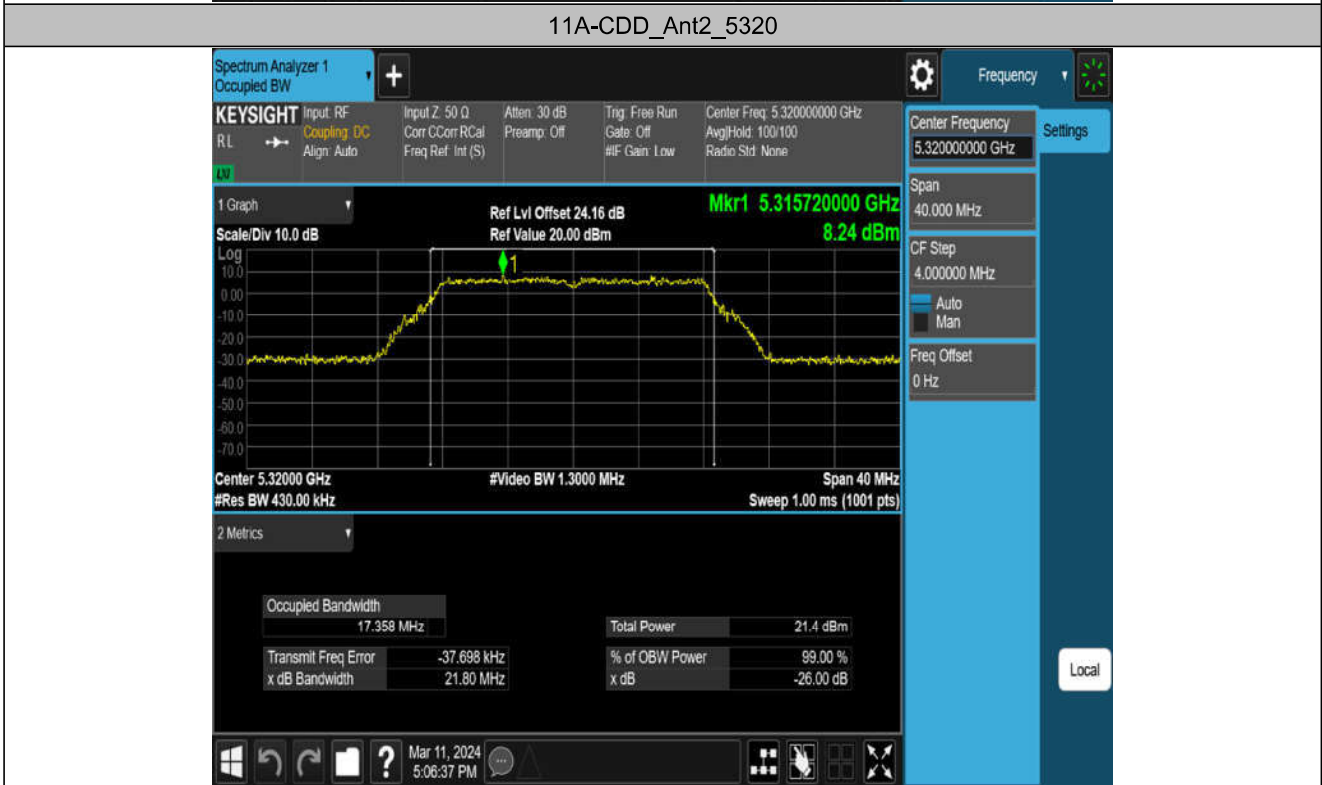 11A-CDD_Ant2_5320
Spectrum Analyzer 1
Occupied BW
+
Frequency
KEYSIGHT
RL
LXI
Input: RF
Coupling: DC
Align: Auto
Input Z: 50 Ω
Corr CCorr RCal
Freq Ref: Int (S)
Atten: 30 dB
Preamp: Off
Trig: Free Run
Gate: Off
#IF Gain: Low
Center Freq: 5.320000000 GHz
Avg|Hold: 100/100
Radio Std: None
Center Frequency
5.320000000 GHz
Settings
Span
40.000 MHz
CF Step
4.000000 MHz
Auto
Man
Freq Offset
0 Hz
Local
1 Graph
Scale/Div 10.0 dB
Ref Lvl Offset 24.16 dB
Ref Value 20.00 dBm
Mkr1 5.315720000 GHz
8.24 dBm
Log
10.0
0.00
-10.0
-20.0
-30.0
-40.0
-50.0
-60.0
-70.0
1
Center 5.32000 GHz
#Res BW 430.00 kHz
#Video BW 1.3000 MHz
Span 40 MHz
Sweep 1.00 ms (1001 pts)
2 Metrics
Occupied Bandwidth
17.358 MHz
Total Power 21.4 dBm
Transmit Freq Error -37.698 kHz
% of OBW Power 99.00 %
x dB Bandwidth 21.80 MHz
x dB -26.00 dB
?
Mar 11, 2024
5:06:37 PM